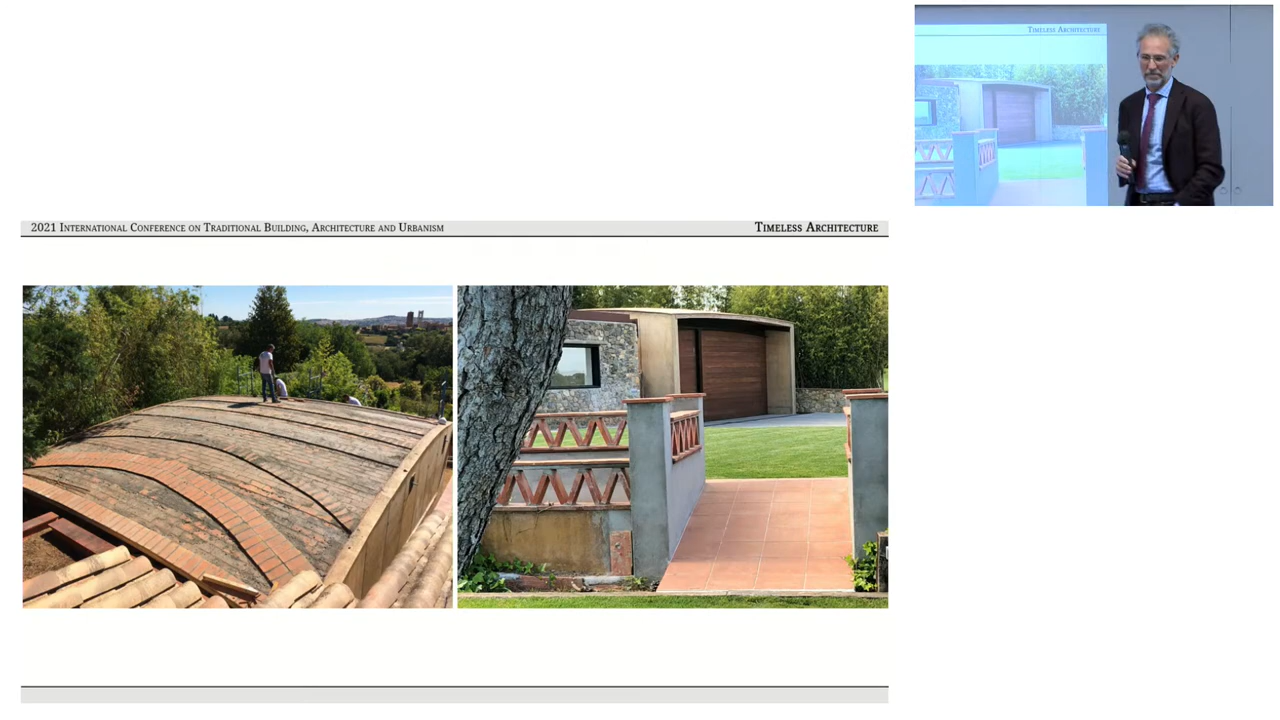 Timeless Architecture
2021 International Conference on Traditional Building, Architecture and Urbanism
Timeless Architecture